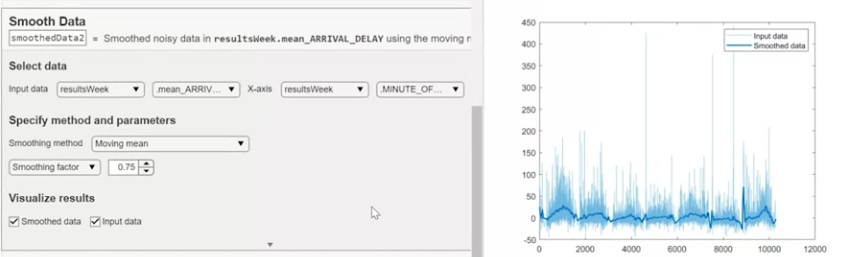 Smooth Data
smoothedData2 = Smoothed noisy data in resultsWeek.mean_ARRIVAL_DELAY using the moving
Select data
Input data resultsWeek .mean_ARRIV... X-axis resultsWeek .MINUTE_OF...
Specify method and parameters
Smoothing method Moving mean
Smoothing factor 0.75
Visualize results
Smoothed data Input data
450
400
350
300
250
200
150
100
50
0
-50
0 2000 4000 6000 8000 10000 12000
Input data
Smoothed data